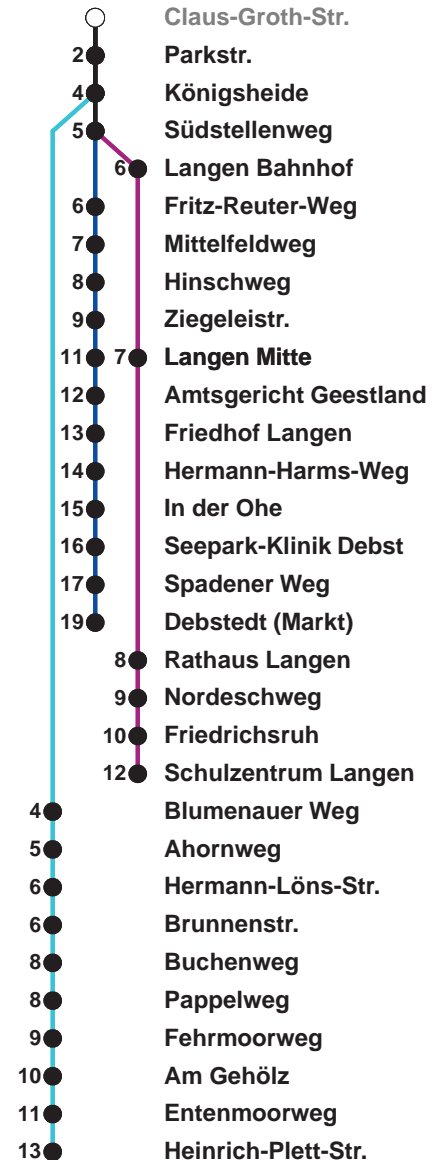 Claus-Groth-Str.
2 Parkstr.
4 Königsheide
5 Südstellenweg
6 Langen Bahnhof
6 Fritz-Reuter-Weg
7 Mittelfeldweg
8 Hinschweg
9 Ziegeleistr.
11 7 Langen Mitte
12 Amtsgericht Geestland
13 Friedhof Langen
14 Hermann-Harms-Weg
15 In der Ohe
16 Seepark-Klinik Debst
17 Spadener Weg
19 Debstedt (Markt)
8 Rathaus Langen
9 Nordeschweg
10 Friedrichsruh
12 Schulzentrum Langen
4 Blumenauer Weg
5 Ahornweg
6 Hermann-Löns-Str.
6 Brunnenstr.
8 Buchenweg
8 Pappelweg
9 Fehrmoorweg
10 Am Gehölz
11 Entenmoorweg
13 Heinrich-Plett-Str.